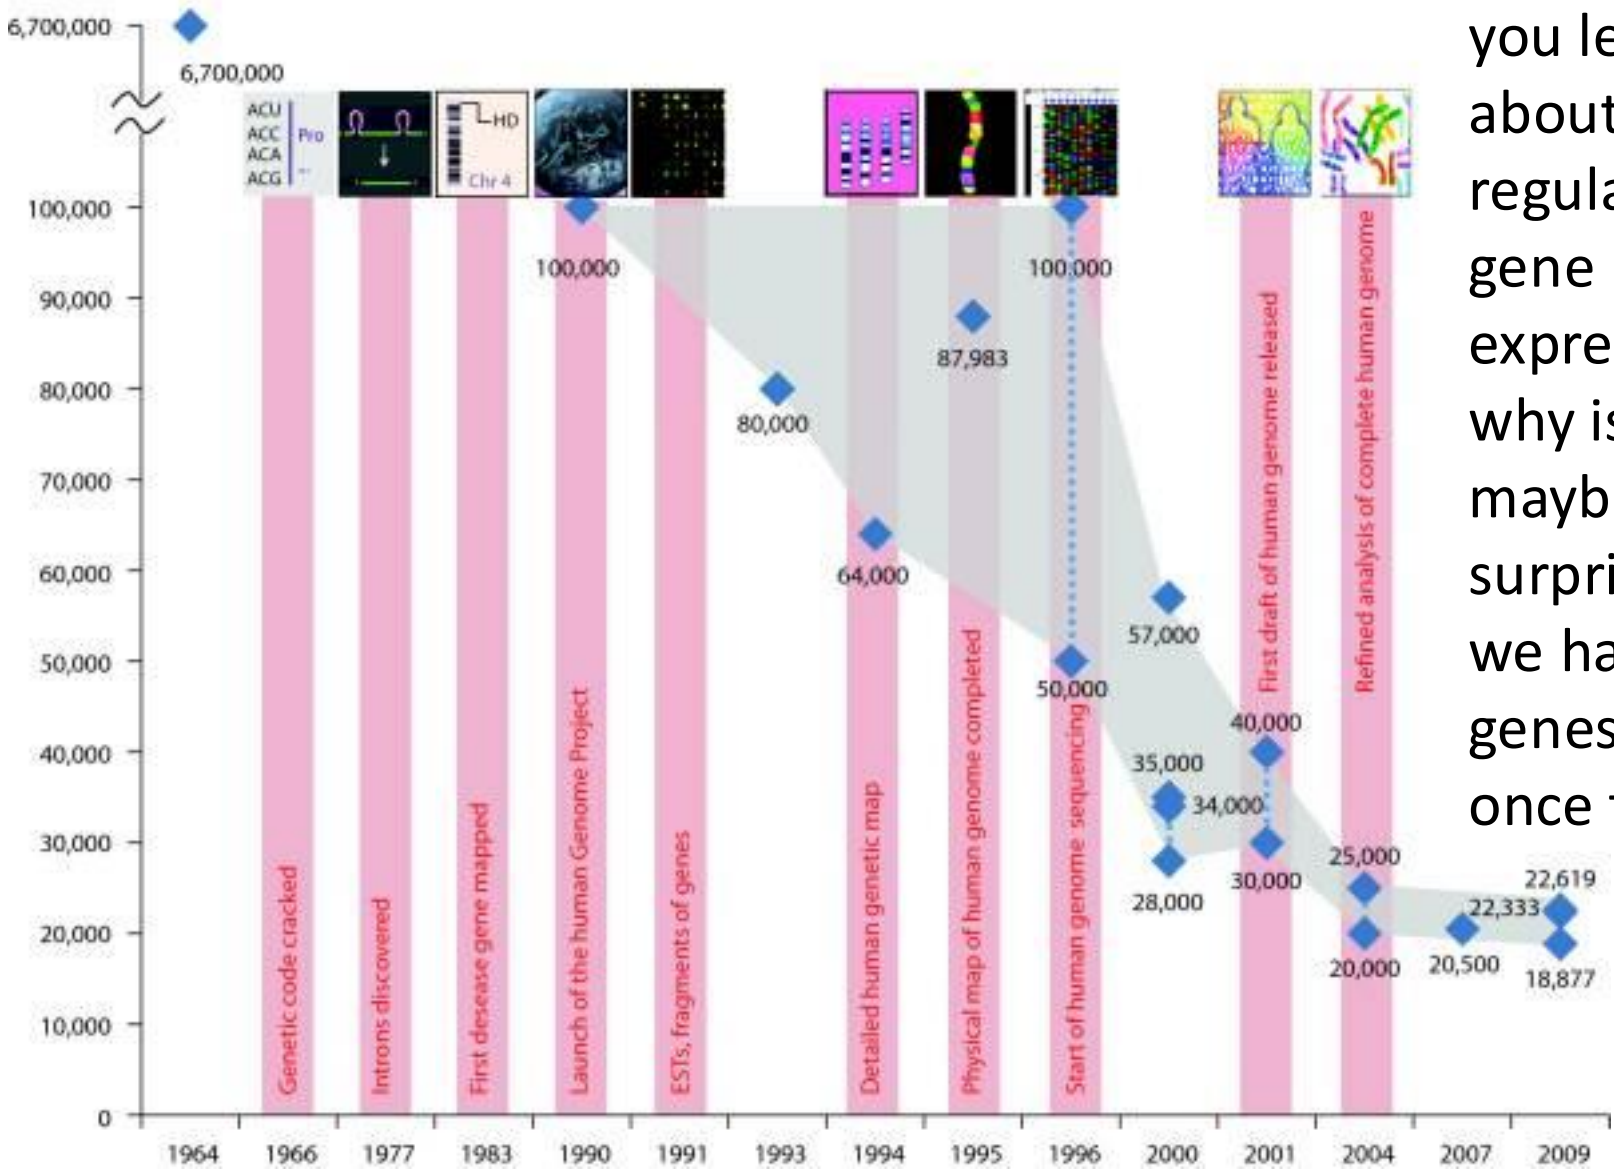 6,700,000
6,700,000
ACU
ACC
ACA
ACG
Pro
...
HD
Chr 4
100,000
90,000
80,000
70,000
60,000
50,000
40,000
30,000
20,000
10,000
0
100,000
80,000
64,000
87,983
100,000
50,000
57,000
35,000
34,000
28,000
40,000
30,000
25,000
20,000
20,500
22,619
22,333
18,877
Genetic code cracked
Introns discovered
First desease gene mapped
Launch of the human Genome Project
ESTs, fragments of genes
Detailed human genetic map
Physical map of human genome completed
Start of human genome sequencing
First draft of human genome released
Refined analysis of complete human genome
1964 1966 1977 1983 1990 1991 1993 1994 1995 1996 2000 2001 2004 2007 2009
you le
about
regula
gene
expre
why is
mayb
surpri
we ha
genes
once